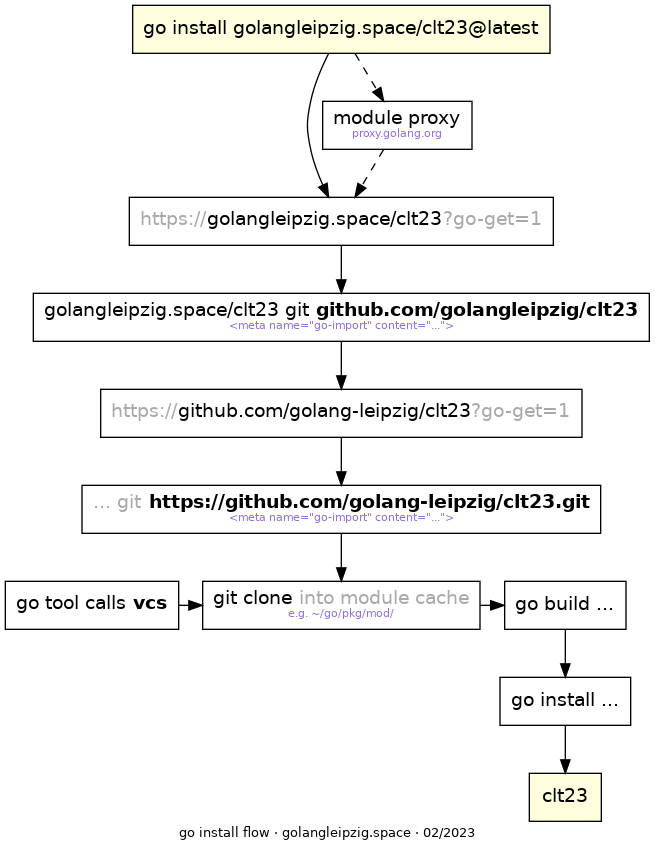 go install golangleipzig.space/clt23@latest
module proxy
proxy.golang.org
https://golangleipzig.space/clt23?go-get=1
golangleipzig.space/clt23 git github.com/golangleipzig/clt23
<meta name="go-import" content="...">
https://github.com/golang-leipzig/clt23?go-get=1
... git https://github.com/golang-leipzig/clt23.git
<meta name="go-import" content="...">
go tool calls vcs
git clone into module cache
e.g. ~/go/pkg/mod/
go build ...
go install ...
clt23
go install flow · golangleipzig.space · 02/2023